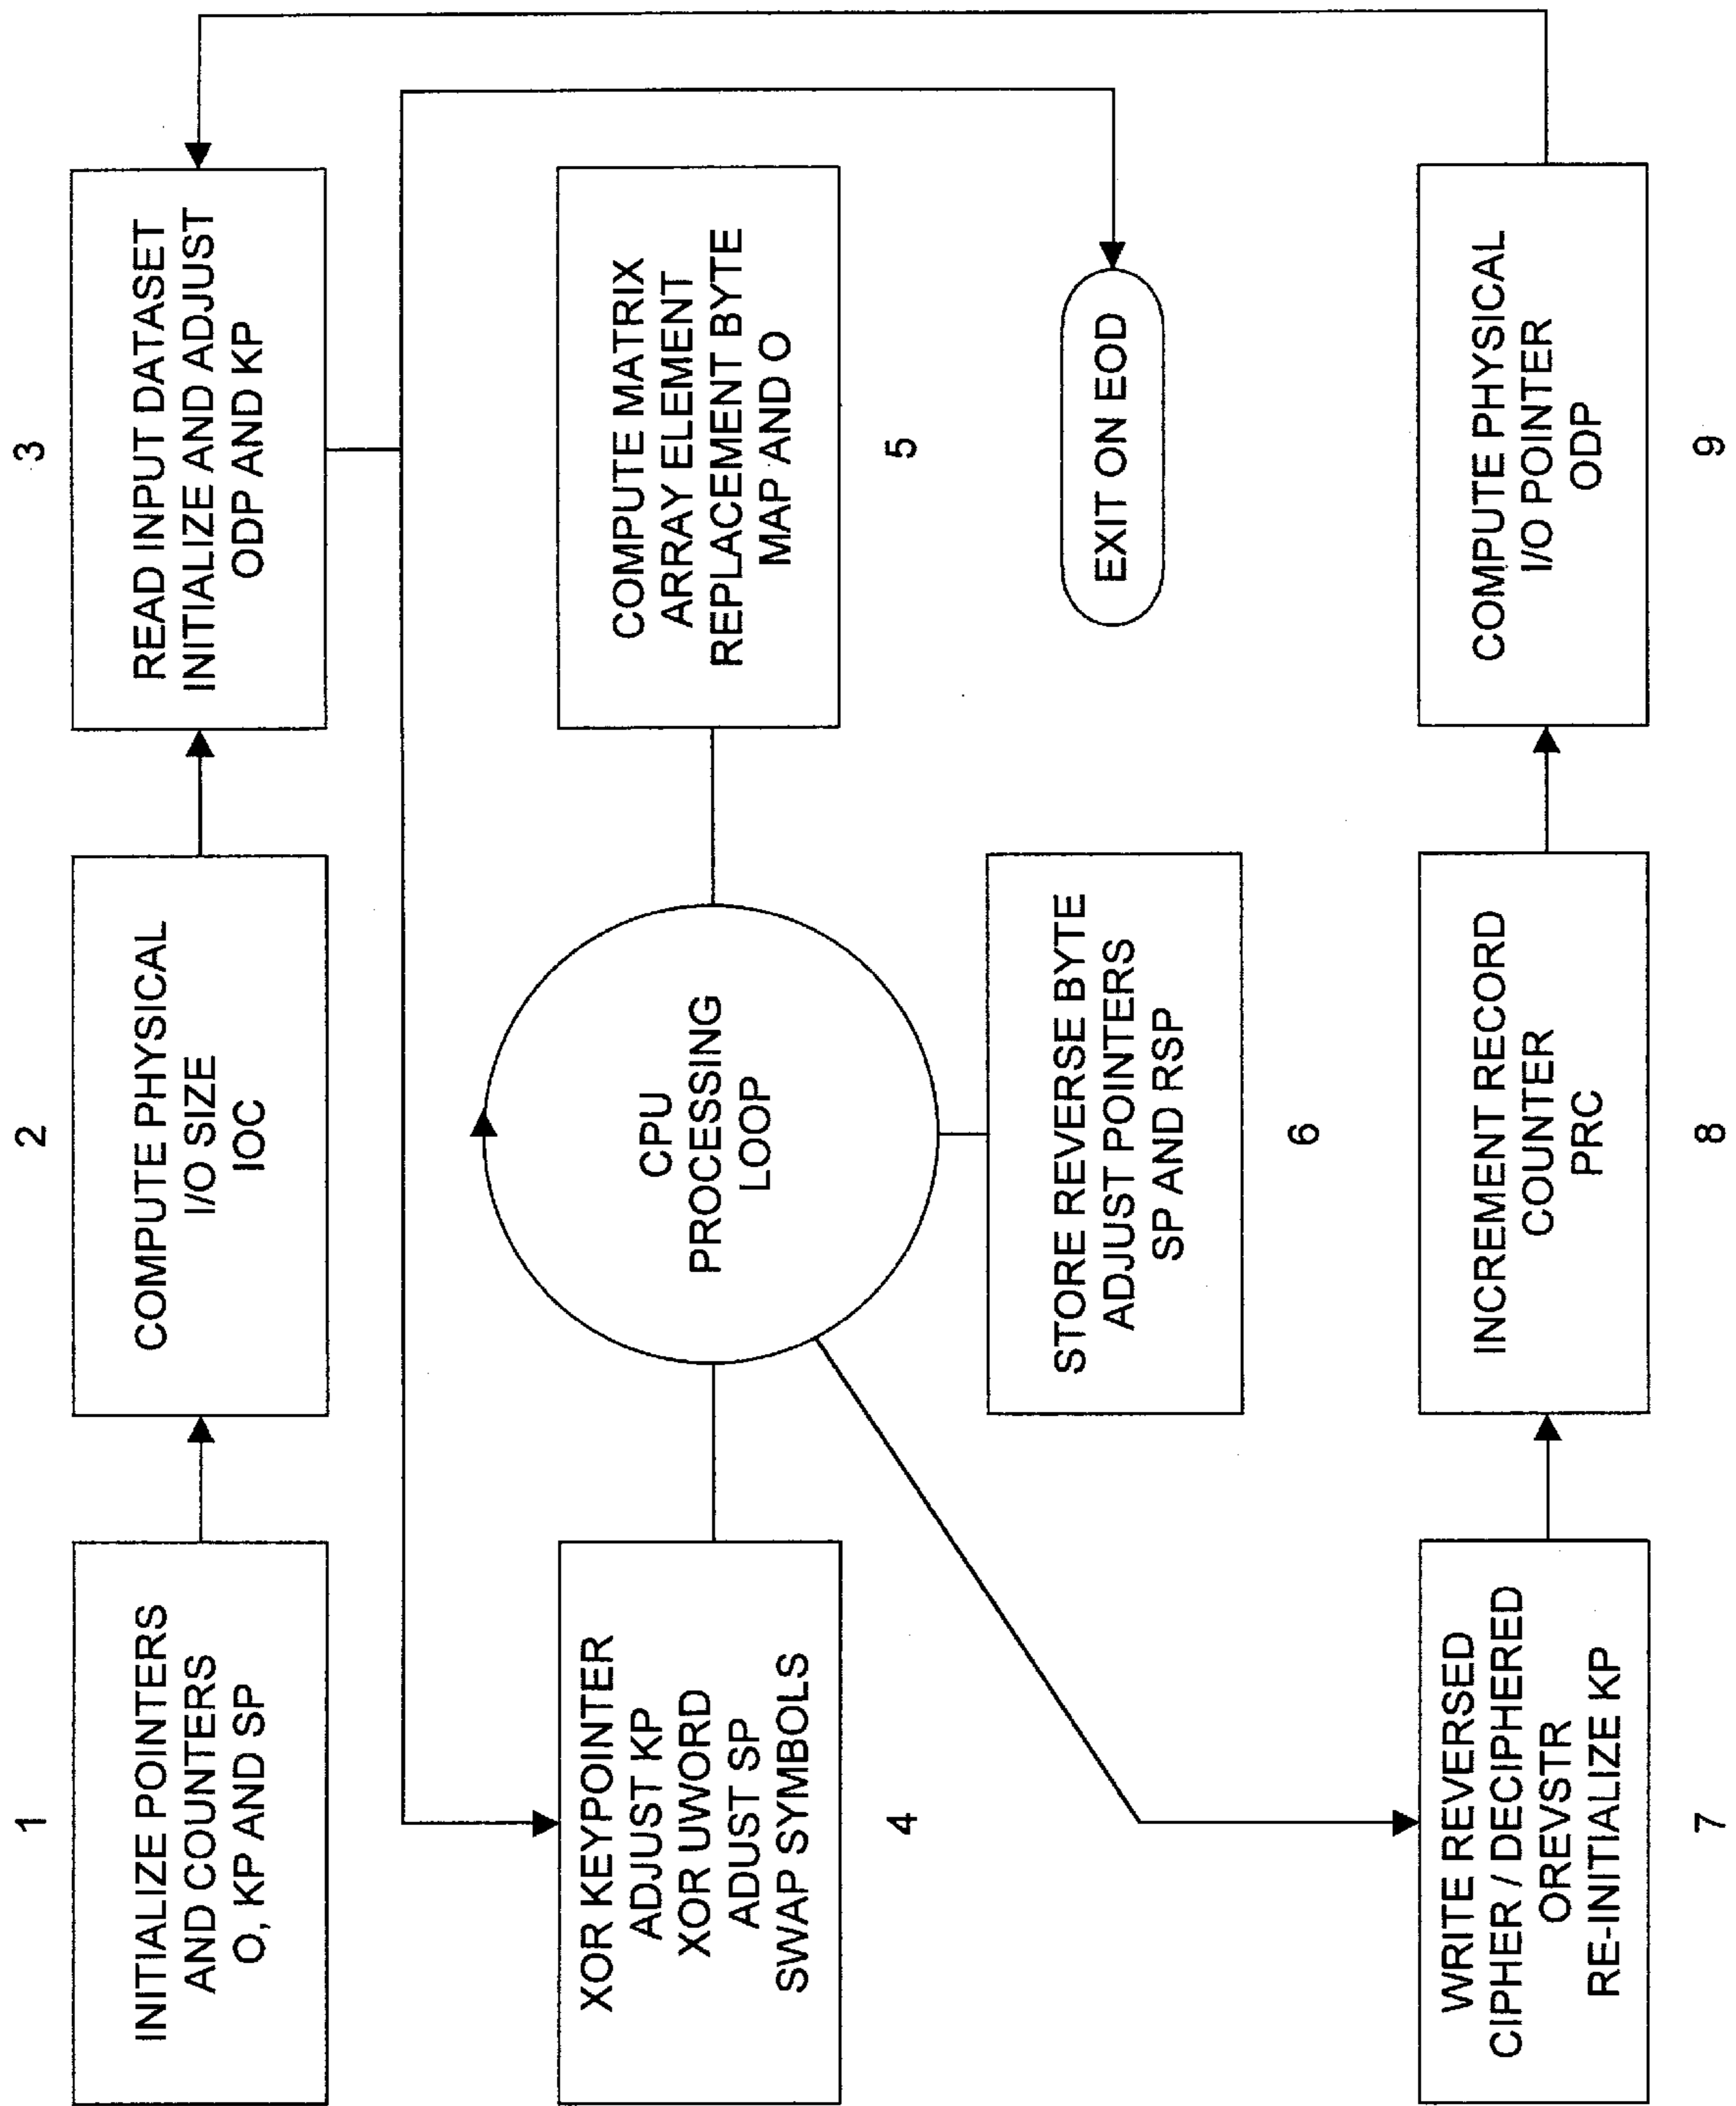 1
INITIALIZE POINTERS
AND COUNTERS
O, KP AND SP
2
COMPUTE PHYSICAL
I/O SIZE
IOC
3
READ INPUT DATASET
INITIALIZE AND ADJUST
ODP AND KP
XOR KEYPOINTER
ADJUST KP
XOR UWORD
ADUST SP
SWAP SYMBOLS
4
CPU
PROCESSING
LOOP
COMPUTE MATRIX
ARRAY ELEMENT
REPLACEMENT BYTE
MAP AND O
5
STORE REVERSE BYTE
ADJUST POINTERS
SP AND RSP
6
EXIT ON EOD
WRITE REVERSED
CIPHER / DECIPHERED
OREVSTR
RE-INITIALIZE KP
7
INCREMENT RECORD
COUNTER
PRC
8
COMPUTE PHYSICAL
I/O POINTER
ODP
9